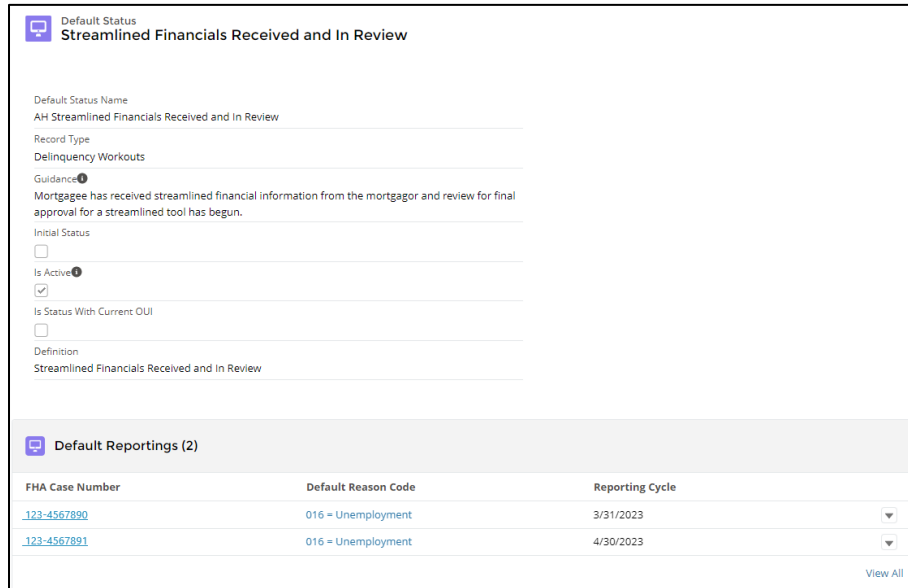 Default Status
Streamlined Financials Received and In Review
Default Status Name
AH Streamlined Financials Received and In Review
Record Type
Delinquency Workouts
Guidance
Mortgagee has received streamlined financial information from the mortgagor and review for final
approval for a streamlined tool has begun.
Initial Status
Is Active
Is Status With Current OUI
Definition
Streamlined Financials Received and In Review
Default Reportings (2)
FHA Case Number Default Reason Code Reporting Cycle
123-4567890 016 = Unemployment 3/31/2023
123-4567891 016 = Unemployment 4/30/2023
View All